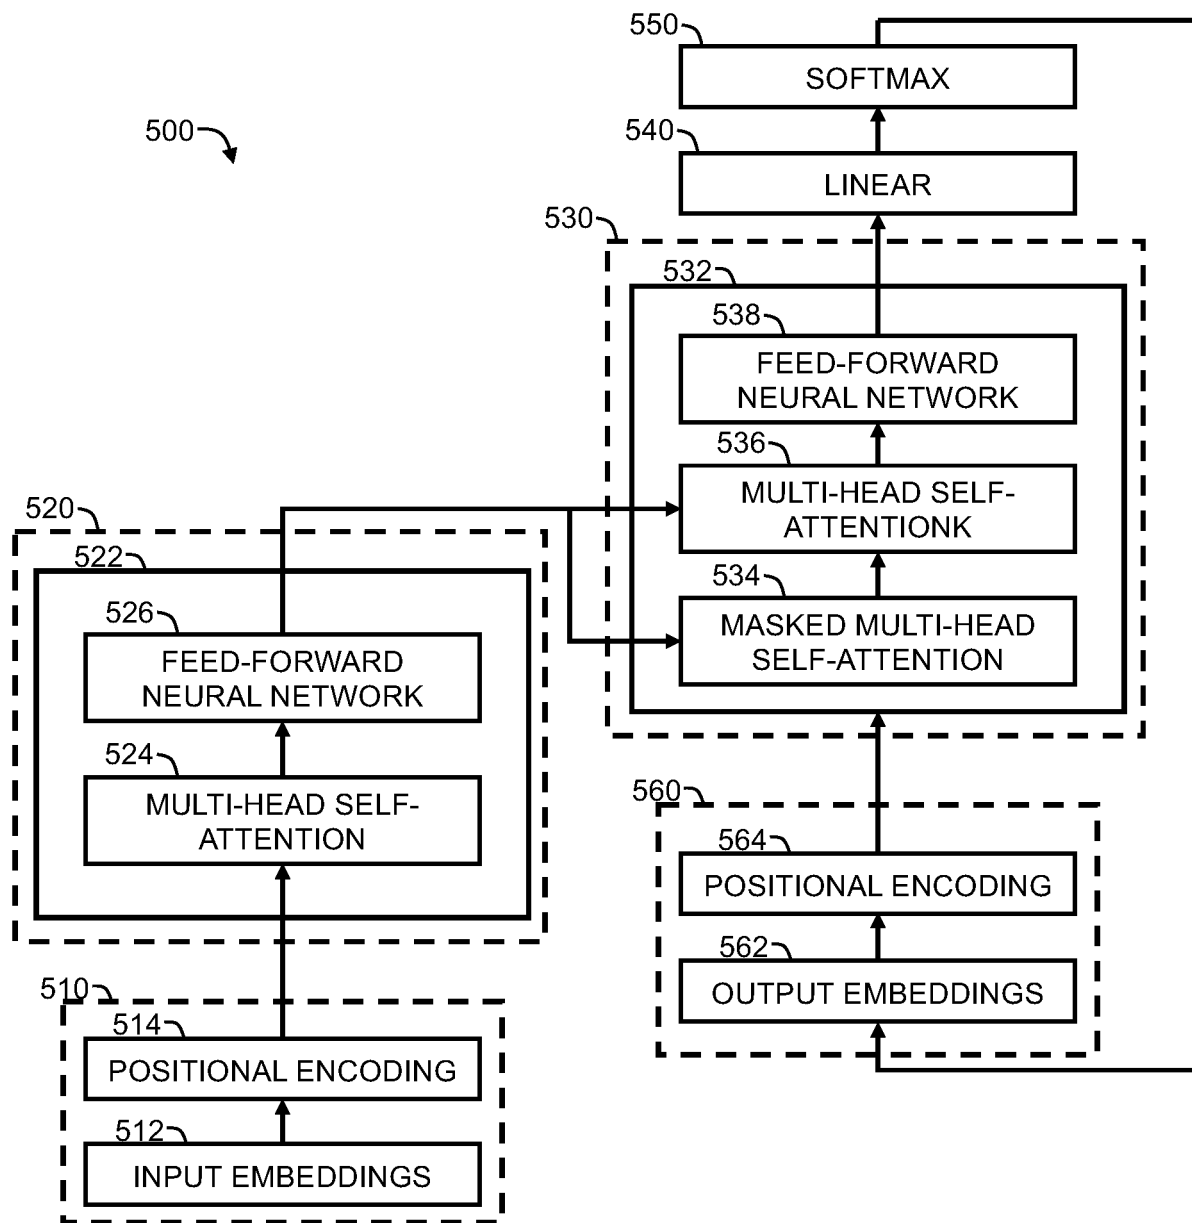 550
SOFTMAX
500
540
LINEAR
530
532
538
FEED-FORWARD
NEURAL NETWORK
536
MULTI-HEAD SELF-
ATTENTIONK
534
MASKED MULTI-HEAD
SELF-ATTENTION
520
522
526
FEED-FORWARD
NEURAL NETWORK
524
MULTI-HEAD SELF-
ATTENTION
560
564
POSITIONAL ENCODING
562
OUTPUT EMBEDDINGS
510
514
POSITIONAL ENCODING
512
INPUT EMBEDDINGS